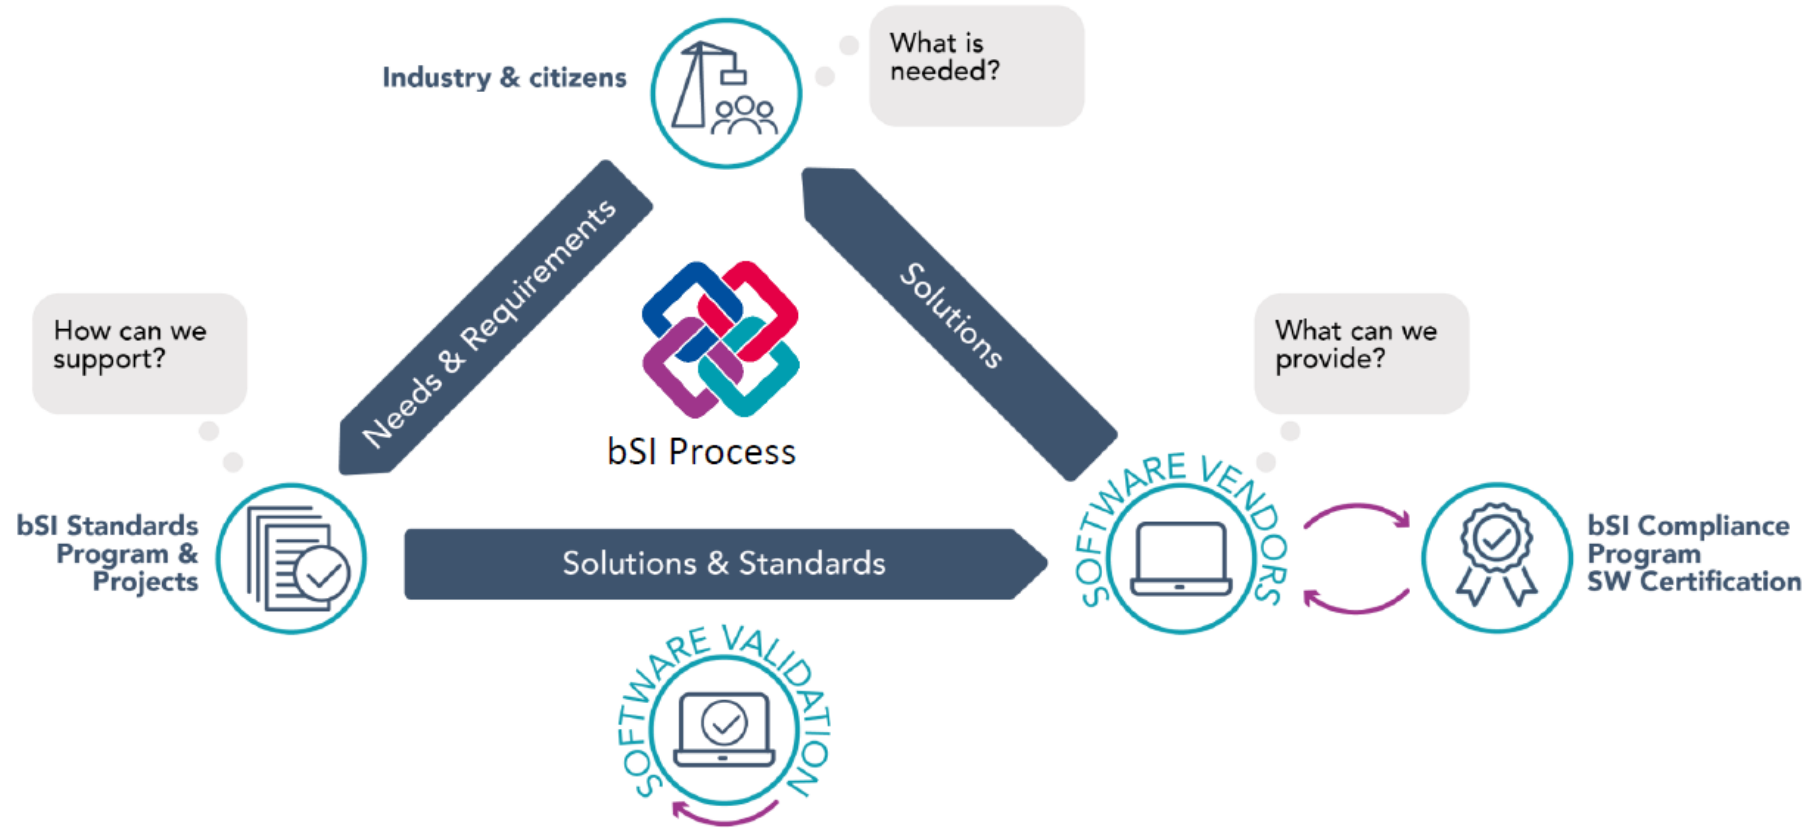 What is
needed?
Industry & citizens
Needs & Requirements
Solutions
How can we
support?
What can we
provide?
bSI Process
bSI Standards
Program &
Projects
Solutions & Standards
SOFTWARE VENDORS
bSI Compliance
Program
SW Certification
SOFTWARE VALIDATION